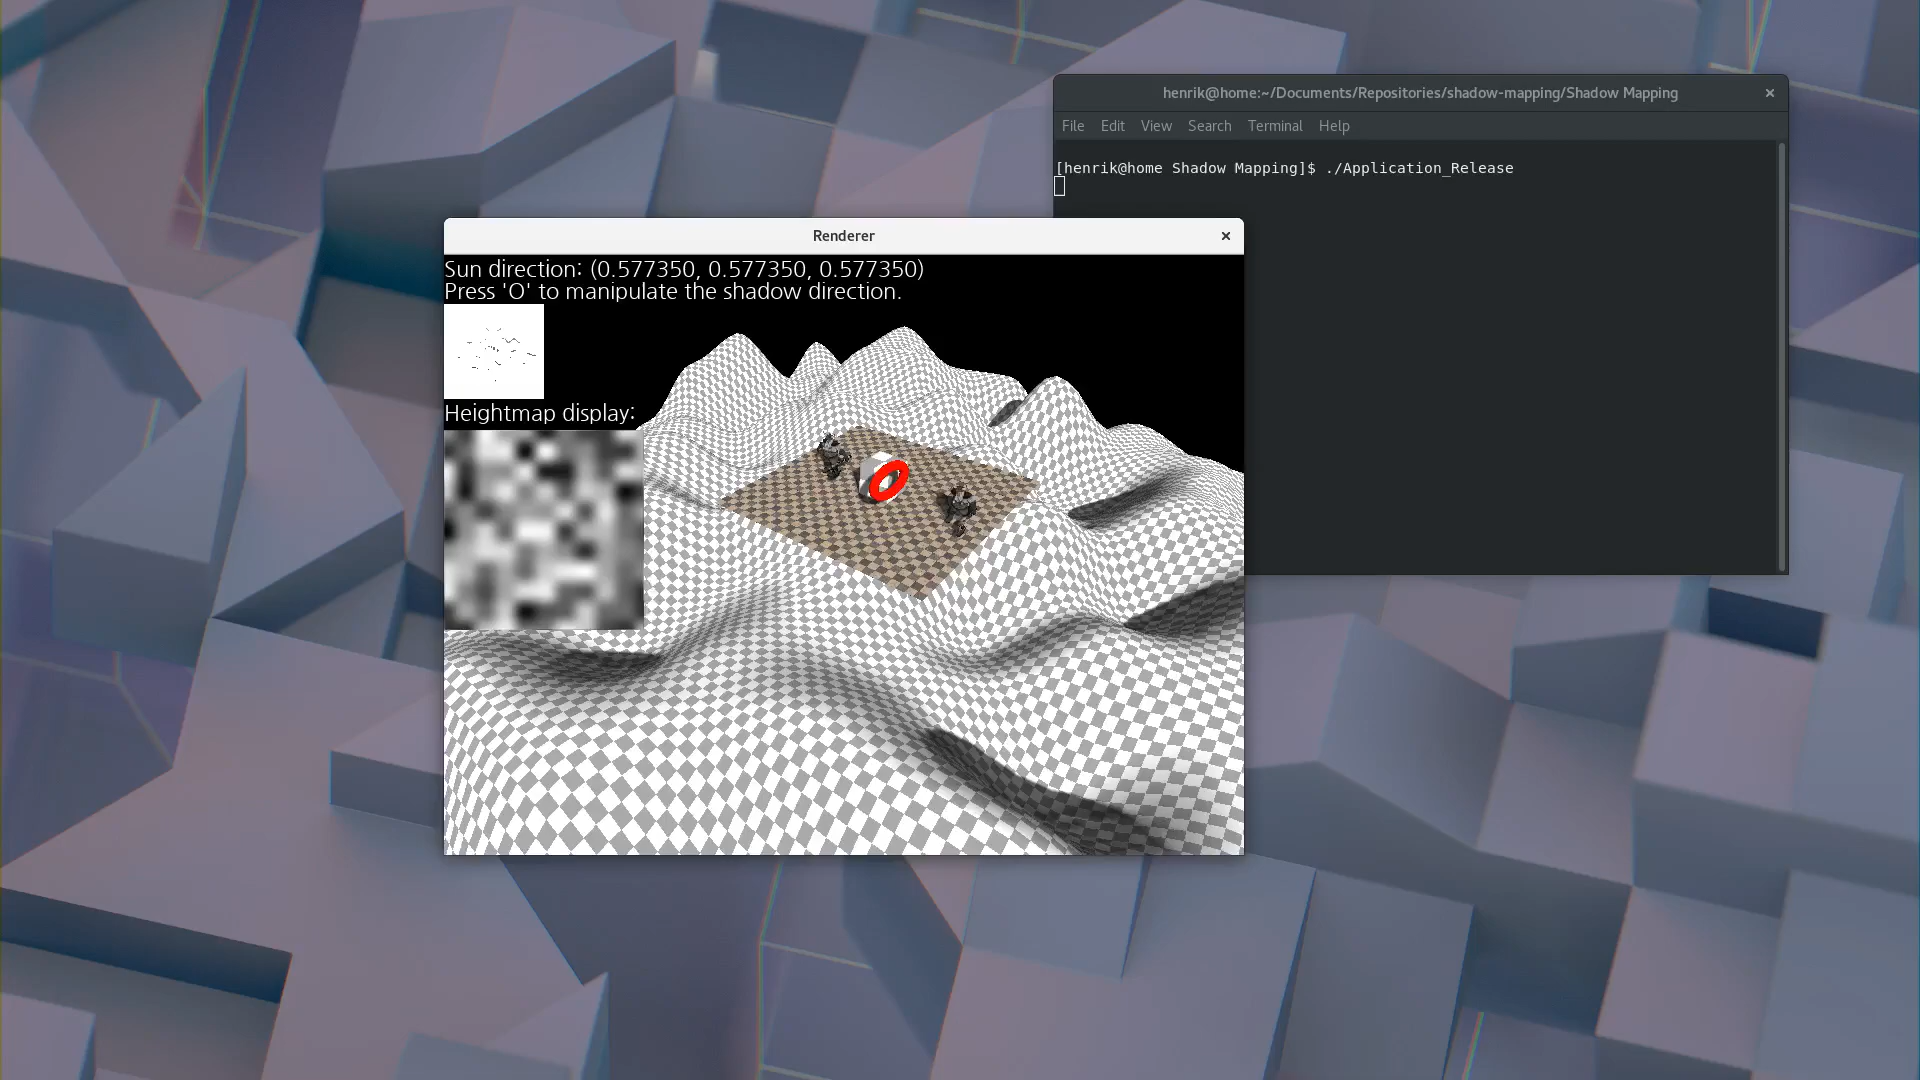 henrik@home:~/Documents/Repositories/shadow-mapping/Shadow Mapping
File Edit View Search Terminal Help
[henrik@home Shadow Mapping]$ ./Application_Release
Renderer
Sun direction: (0.577350, 0.577350, 0.577350)
Press 'O' to manipulate the shadow direction.
Heightmap display: